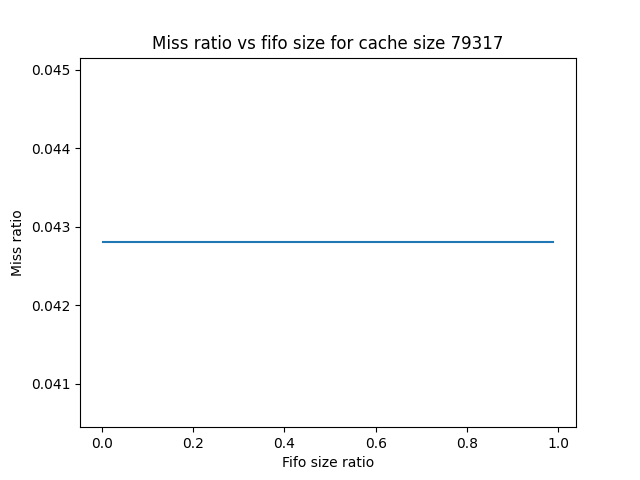 Miss ratio vs fifo size for cache size 79317
0.045
0.044
0.043
0.042
0.041
Miss ratio
0.0 0.2 0.4 0.6 0.8 1.0
Fifo size ratio